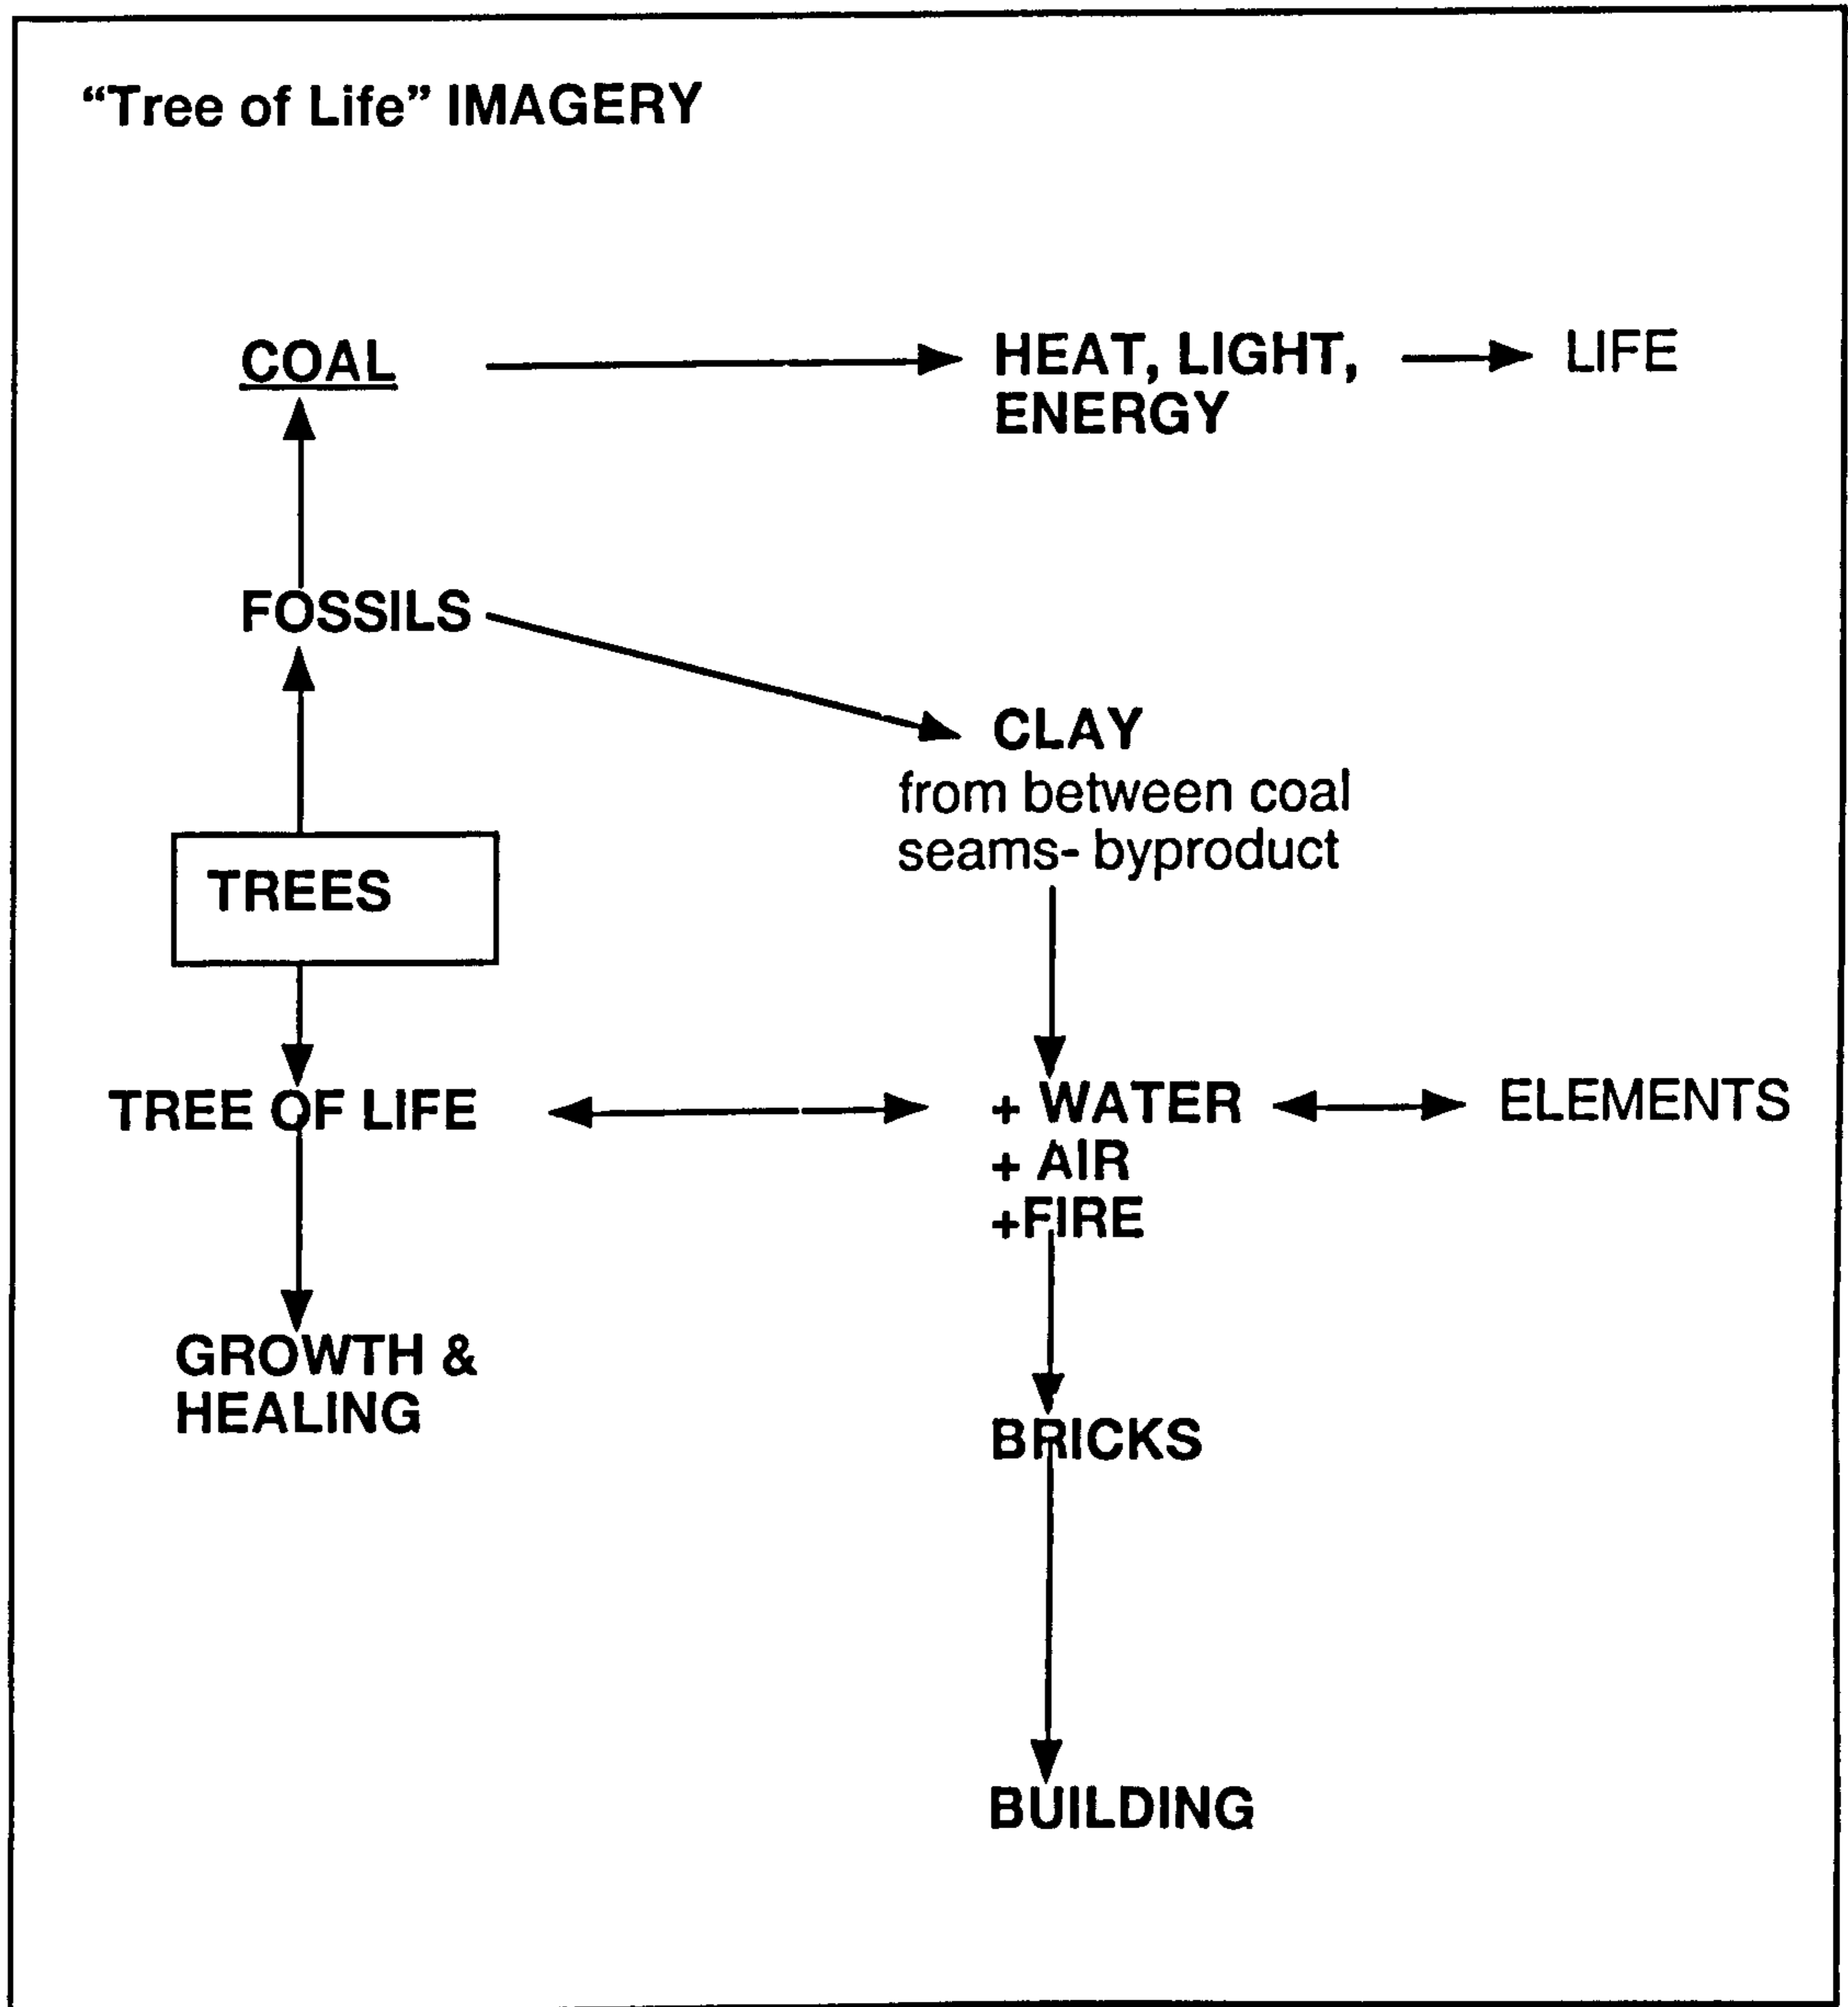 “Tree of Life” IMAGERY
COAL
HEAT, LIGHT,
ENERGY
LIFE
FOSSILS
CLAY
from between coal
seams- byproduct
TREES
TREE OF LIFE
+ WATER
+ AIR
+FIRE
ELEMENTS
GROWTH &
HEALING
BRICKS
BUILDING